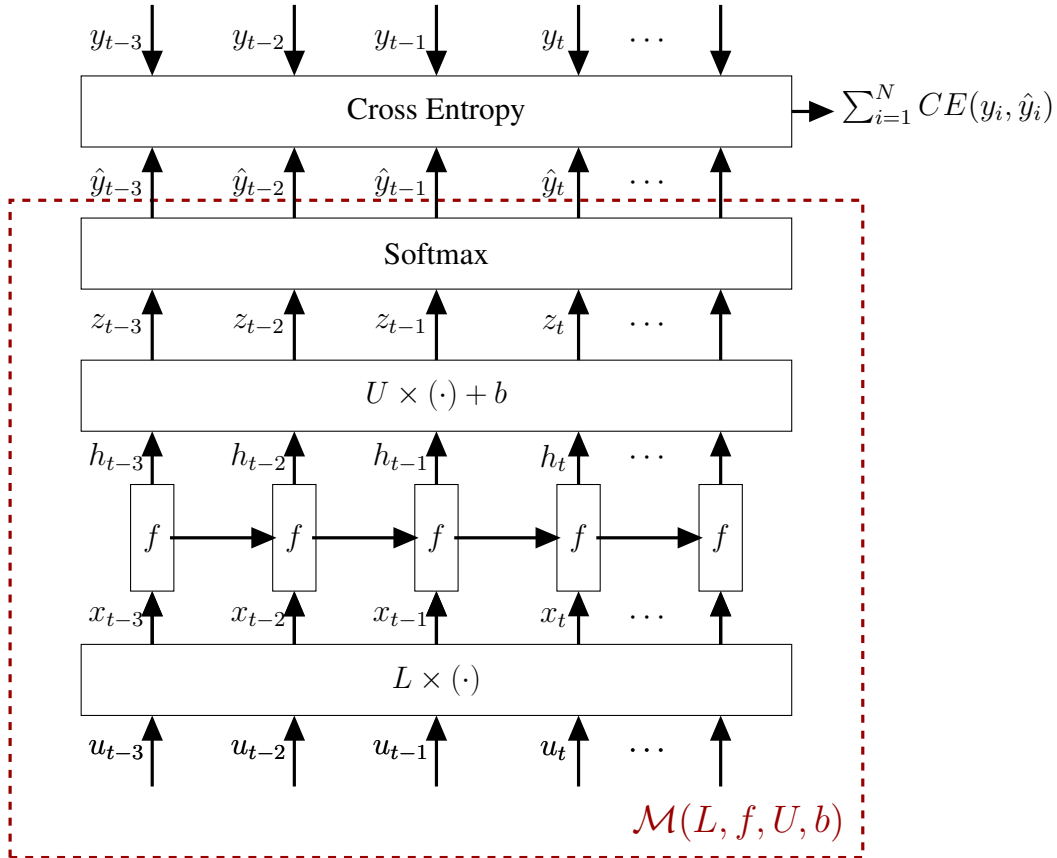 y_{t−3} y_{t−2} y_{t−1} y_t ...
Cross Entropy
∑_{i=1}^{N} CE(y_i, ŷ_i)
ŷ_{t−3} ŷ_{t−2} ŷ_{t−1} ŷ_t ...
Softmax
z_{t−3} z_{t−2} z_{t−1} z_t ...
U × (·) + b
h_{t−3} h_{t−2} h_{t−1} h_t ...
f f f f f
x_{t−3} x_{t−2} x_{t−1} x_t ...
L × (·)
u_{t−3} u_{t−2} u_{t−1} u_t ...
ℳ(L, f, U, b)